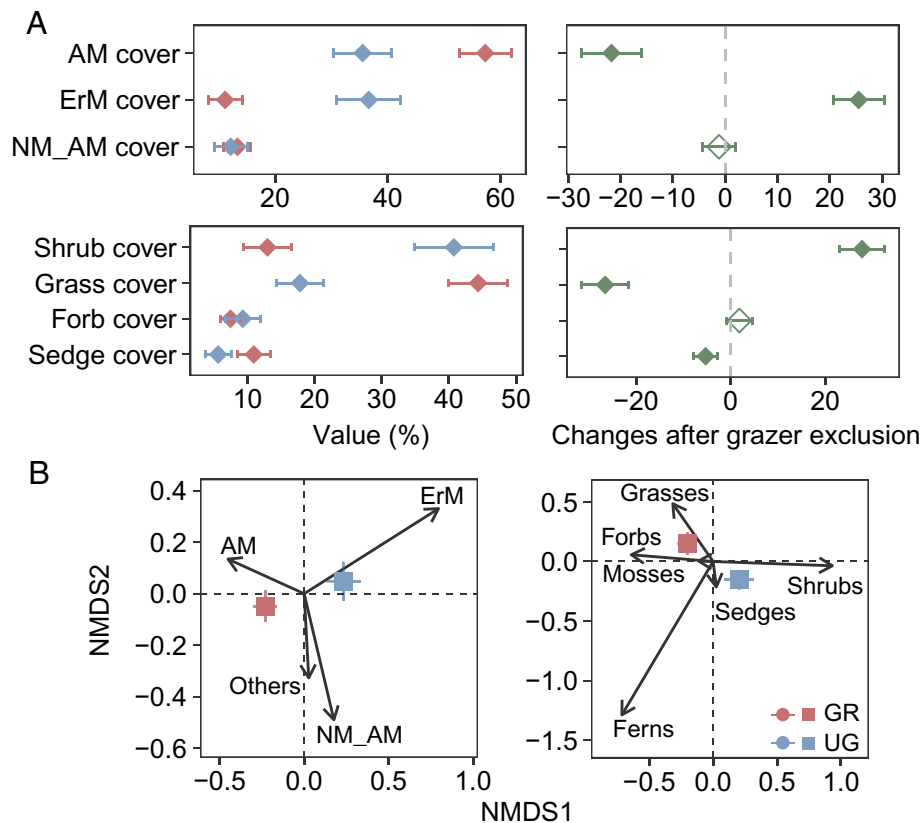 A
AM cover
ErM cover
NM_AM cover
20 40 60
−30 −20 −10 0 10 20 30
Shrub cover
Grass cover
Forb cover
Sedge cover
10 20 30 40 50
−20 0 20
Value (%)
Changes after grazer exclusion
B
NMDS2
0.4
0.2
0.0
−0.2
−0.4
−0.6
ErM
AM
Others
NM_AM
−0.5 0.0 0.5 1.0
0.5
0.0
−0.5
−1.0
−1.5
Grasses
Forbs
Mosses
Shrubs
Sedges
Ferns
GR
UG
−0.5 0.0 0.5 1.0
NMDS1